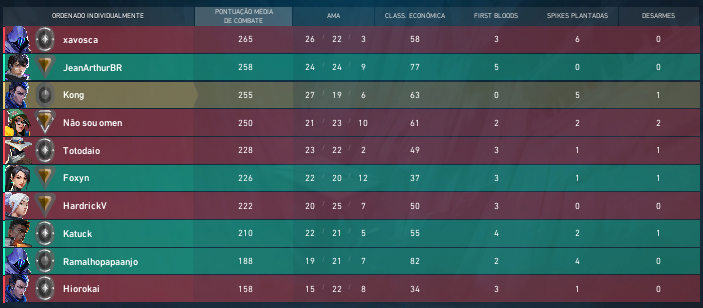 ORDENADO INDIVIDUALMENTE PONTUAÇÃO MÉDIA DE COMBATE AMA CLASS. ECONÔMICA FIRST BLOODS SPIKES PLANTADAS DESARMES
xavosca 265 26 / 22 / 3 58 3 6 0
JeanArthurBR 258 24 / 24 / 9 77 5 0 0
Kong 255 27 / 19 / 6 63 0 5 1
Não sou omen 250 21 / 23 / 10 61 2 2 2
Totodaio 228 23 / 22 / 2 49 3 1 1
Foxyn 226 22 / 20 / 12 37 3 1 1
HardrickV 222 20 / 25 / 7 50 3 0 0
Katuck 210 22 / 21 / 5 55 4 2 1
Ramalhopapaanjo 188 19 / 21 / 7 82 2 4 0
Hiorokai 158 15 / 22 / 8 34 3 1 0